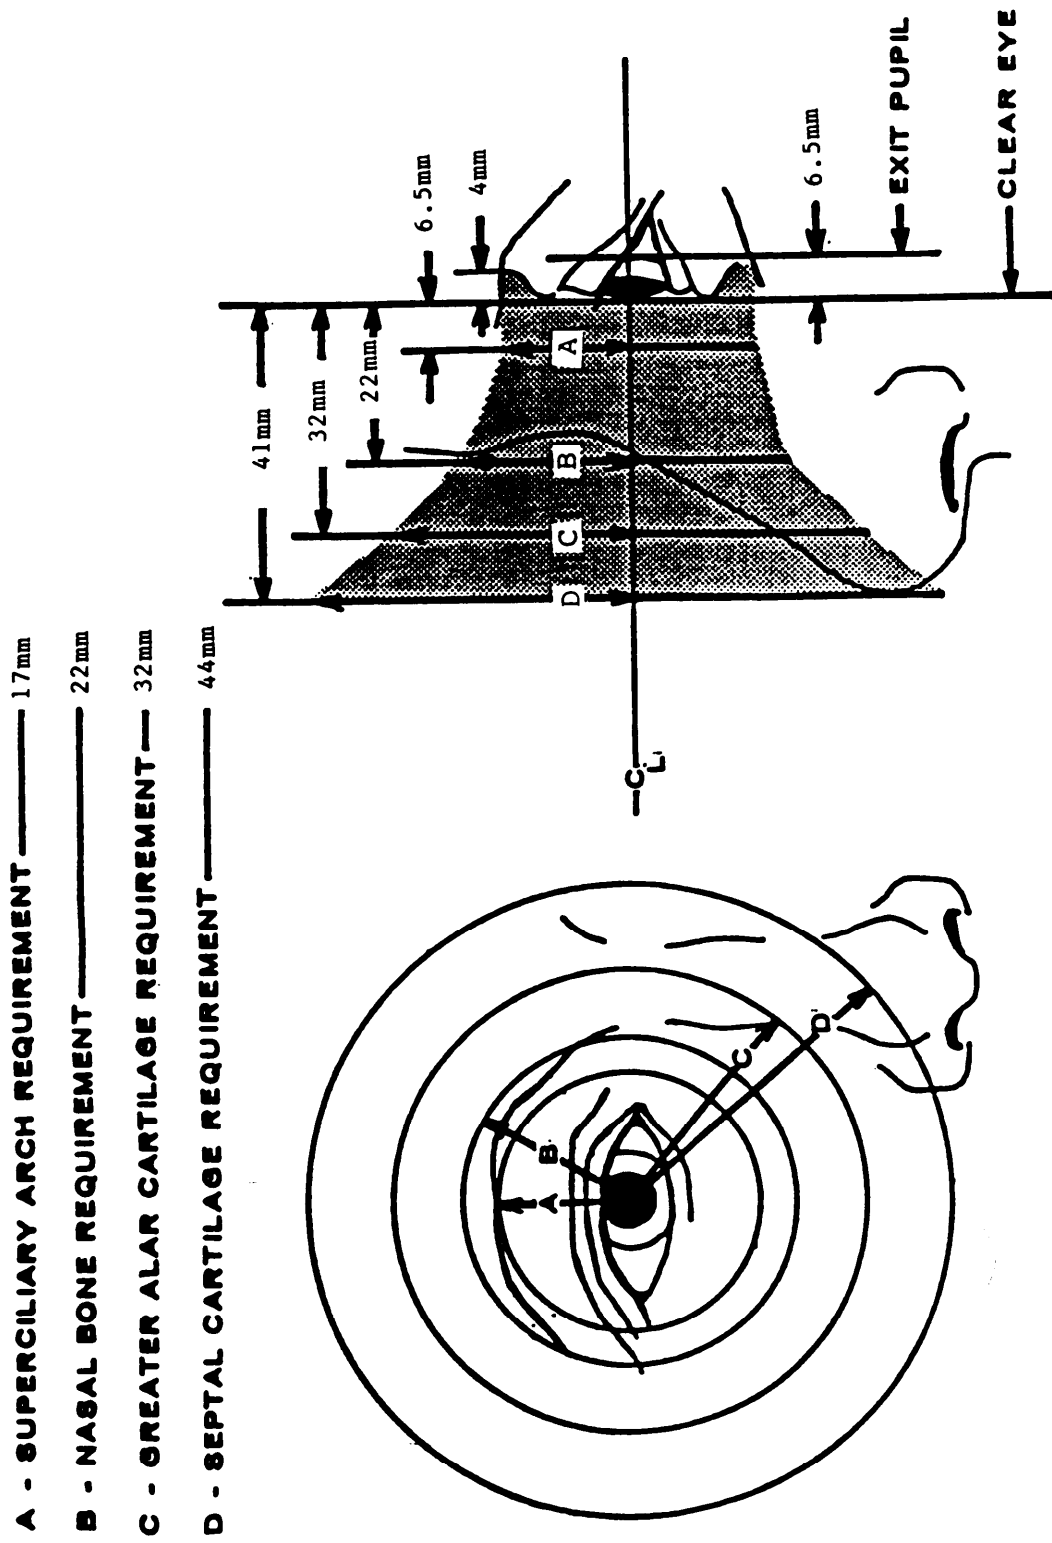 A - SUPERCILIARY ARCH REQUIREMENT 17mm
B - NASAL BONE REQUIREMENT 22mm
C - GREATER ALAR CARTILAGE REQUIREMENT 32mm
D - SEPTAL CARTILAGE REQUIREMENT 44mm
41mm
32mm
22mm
6.5mm
4mm
D
C
B
A
CL
6.5mm
EXIT PUPIL
CLEAR EYE
A
B
C
D